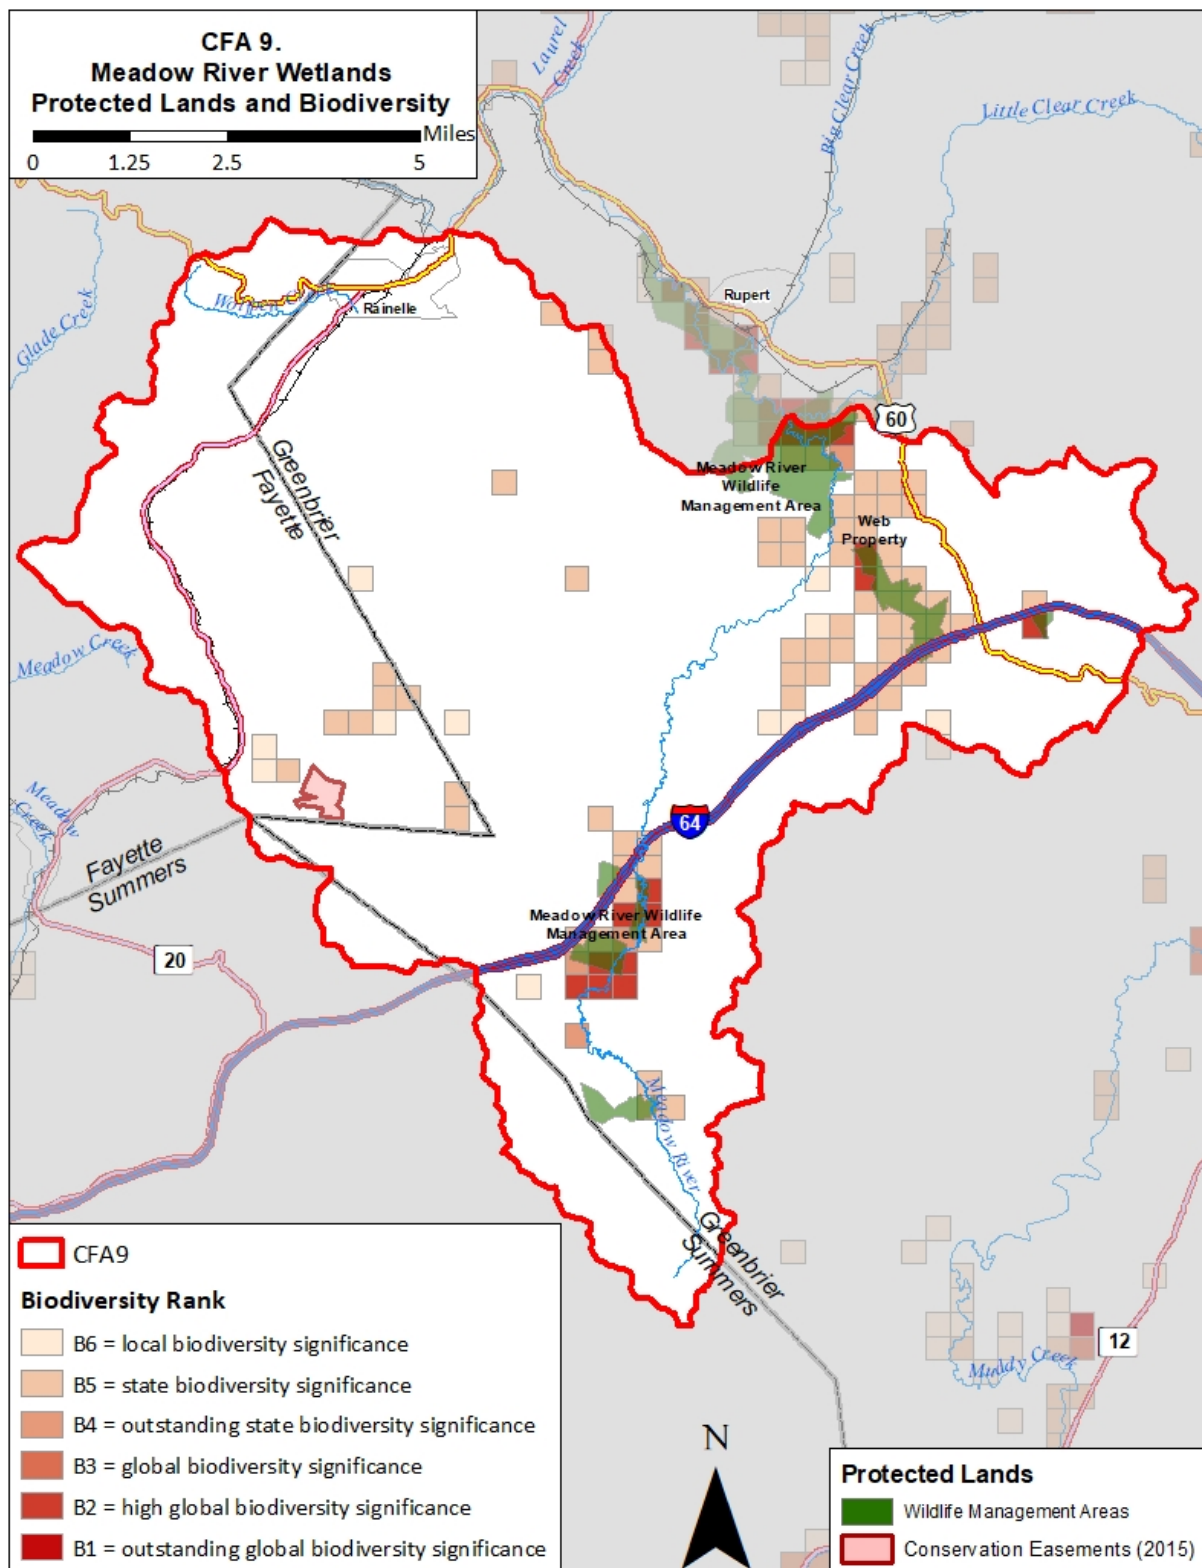 CFA 9.
Meadow River Wetlands
Protected Lands and Biodiversity
Miles
0 1.25 2.5 5
Laurel
Creek
Big Clear Creek
Little Clear Creek
Glade Creek
Rainelle
Rupert
60
Greenbrier
Fayette
Meadow River
Wildlife
Management Area
Web
Property
Meadow Creek
Meadow
Creek
64
Fayette
Summers
Meadow River Wildlife
Management Area
20
Meadow River
Greenbrier
Summers
12
Muddy Creek
CFA9
Biodiversity Rank
B6 = local biodiversity significance
B5 = state biodiversity significance
B4 = outstanding state biodiversity significance
B3 = global biodiversity significance
B2 = high global biodiversity significance
B1 = outstanding global biodiversity significance
N
Protected Lands
Wildlife Management Areas
Conservation Easements (2015)